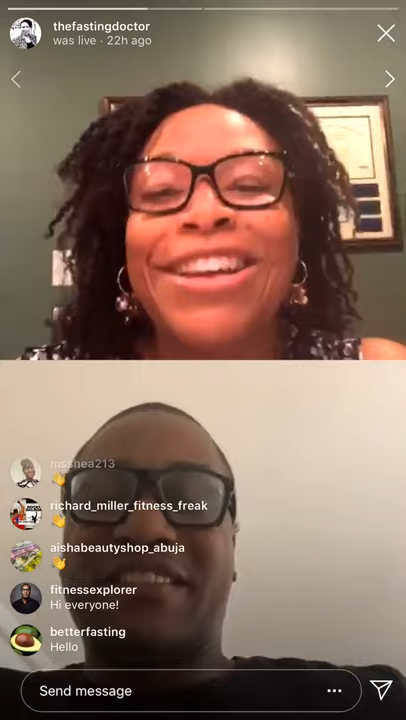 thefastingdoctor
was live · 22h ago
msshea213
👋
richard_miller_fitness_freak
👋
aishabeautyshop_abuja
👋
fitnessexplorer
Hi everyone!
betterfasting
Hello
Send message